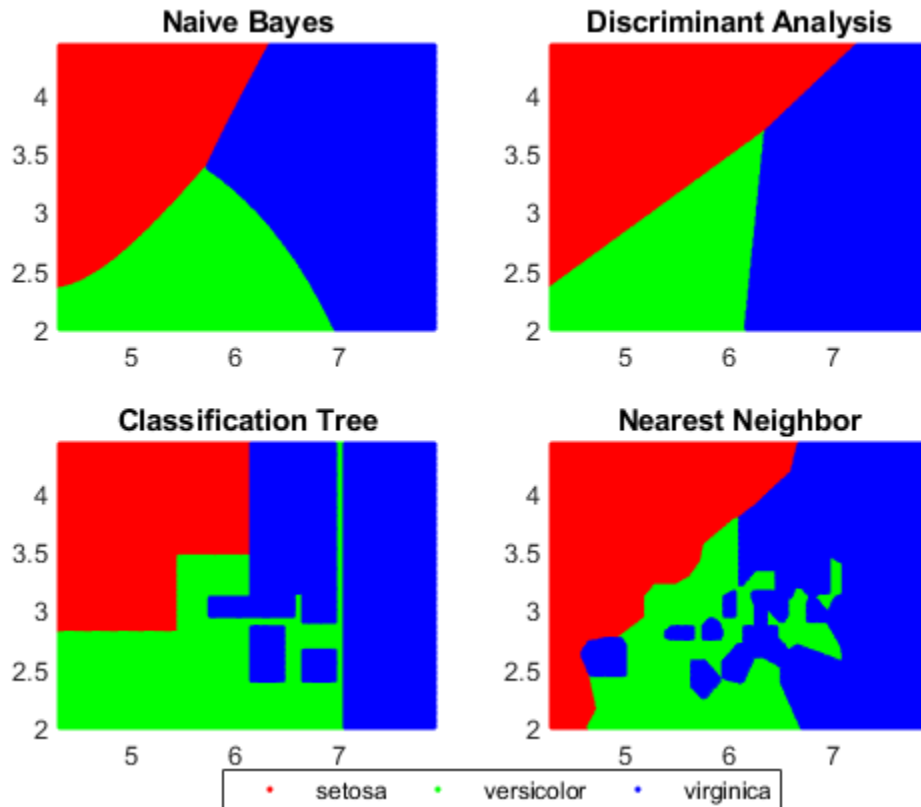 Naive Bayes
4
3.5
3
2.5
2
5 6 7
Discriminant Analysis
4
3.5
3
2.5
2
5 6 7
Classification Tree
4
3.5
3
2.5
2
5 6 7
Nearest Neighbor
4
3.5
3
2.5
2
5 6 7
setosa versicolor virginica